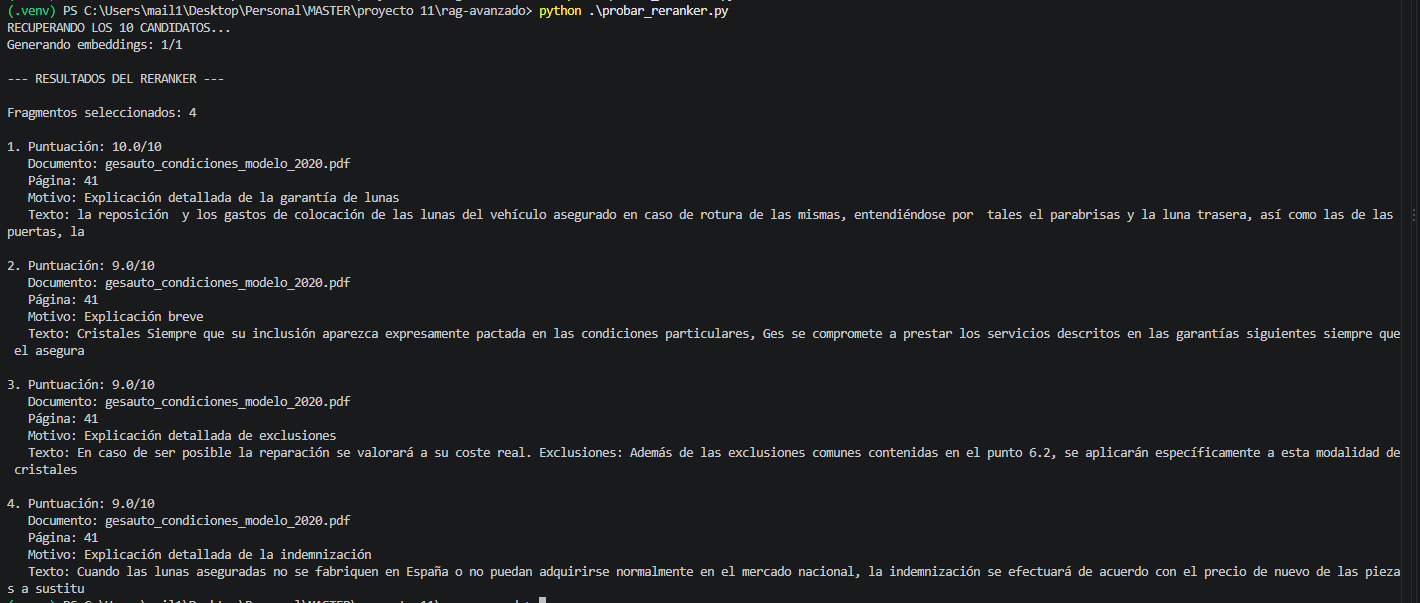 (.venv) PS C:\Users\mail1\Desktop\Personal\MASTER\proyecto 11\rag-avanzado> python .\probar_reranker.py
RECUPERANDO LOS 10 CANDIDATOS...
Generando embeddings: 1/1
--- RESULTADOS DEL RERANKER ---
Fragmentos seleccionados: 4
1. Puntuación: 10.0/10
Documento: gesauto_condiciones_modelo_2020.pdf
Página: 41
Motivo: Explicación detallada de la garantía de lunas
Texto: la reposición  y los gastos de colocación de las lunas del vehículo asegurado en caso de rotura de las mismas, entendiéndose por  tales el parabrisas y la luna trasera, así como las de las
puertas, la
2. Puntuación: 9.0/10
Documento: gesauto_condiciones_modelo_2020.pdf
Página: 41
Motivo: Explicación breve
Texto: Cristales Siempre que su inclusión aparezca expresamente pactada en las condiciones particulares, Ges se compromete a prestar los servicios descritos en las garantías siguientes siempre que
el asegura
3. Puntuación: 9.0/10
Documento: gesauto_condiciones_modelo_2020.pdf
Página: 41
Motivo: Explicación detallada de exclusiones
Texto: En caso de ser posible la reparación se valorará a su coste real. Exclusiones: Además de las exclusiones comunes contenidas en el punto 6.2, se aplicarán específicamente a esta modalidad de
cristales
4. Puntuación: 9.0/10
Documento: gesauto_condiciones_modelo_2020.pdf
Página: 41
Motivo: Explicación detallada de la indemnización
Texto: Cuando las lunas aseguradas no se fabriquen en España o no puedan adquirirse normalmente en el mercado nacional, la indemnización se efectuará de acuerdo con el precio de nuevo de las pieza
s a sustitu